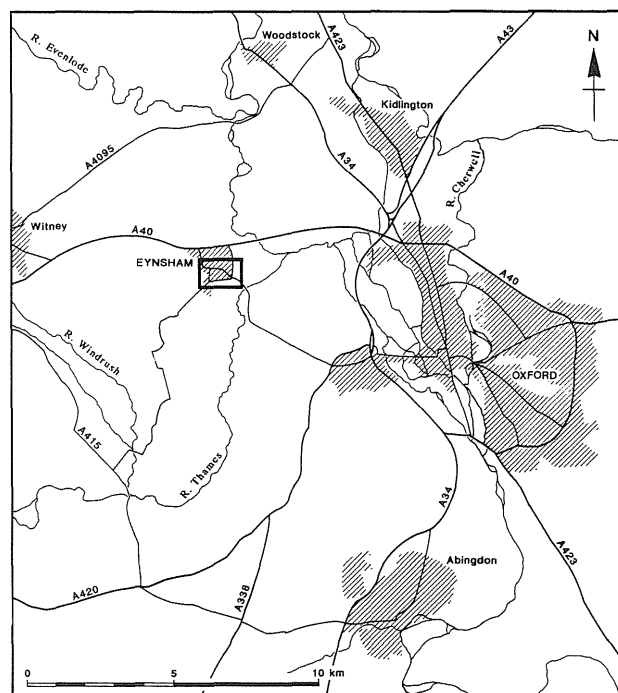 Woodstock
A423
A43
N
R. Evenlode
Kidlington
A34
A4095
R. Cherwell
Witney
A40
EYNSHAM
A40
R. Windrush
OXFORD
A415
R. Thames
A34
Abingdon
A423
A420
A338
0 5 10 km